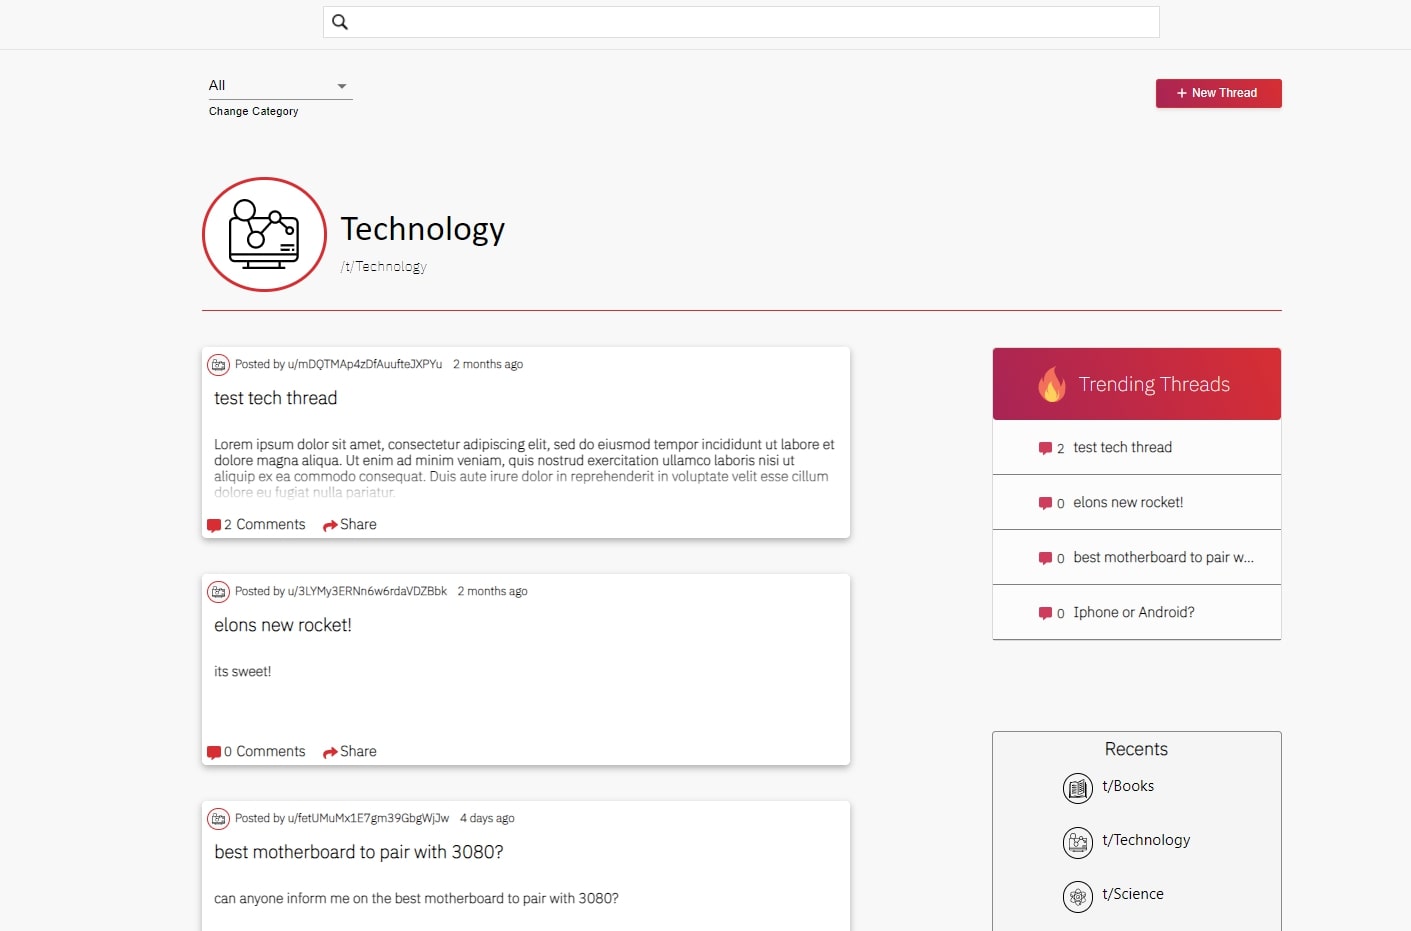 All
Change Category
+ New Thread
Technology
/t/Technology
Posted by u/mDQTMAp4zDfAuufteJXPYu 2 months ago
test tech thread
Lorem ipsum dolor sit amet, consectetur adipiscing elit, sed do eiusmod tempor incididunt ut labore et
dolore magna aliqua. Ut enim ad minim veniam, quis nostrud exercitation ullamco laboris nisi ut
aliquip ex ea commodo consequat. Duis aute irure dolor in reprehenderit in voluptate velit esse cillum
dolore eu fugiat nulla pariatur.
2 Comments Share
Posted by u/3LYMy3ERNn6w6rdaVDZBbk 2 months ago
elons new rocket!
its sweet!
0 Comments Share
Posted by u/fetUMuMx1E7gm39GbgWjJw 4 days ago
best motherboard to pair with 3080?
can anyone inform me on the best motherboard to pair with 3080?
Trending Threads
2 test tech thread
0 elons new rocket!
0 best motherboard to pair w...
0 Iphone or Android?
Recents
t/Books
t/Technology
t/Science